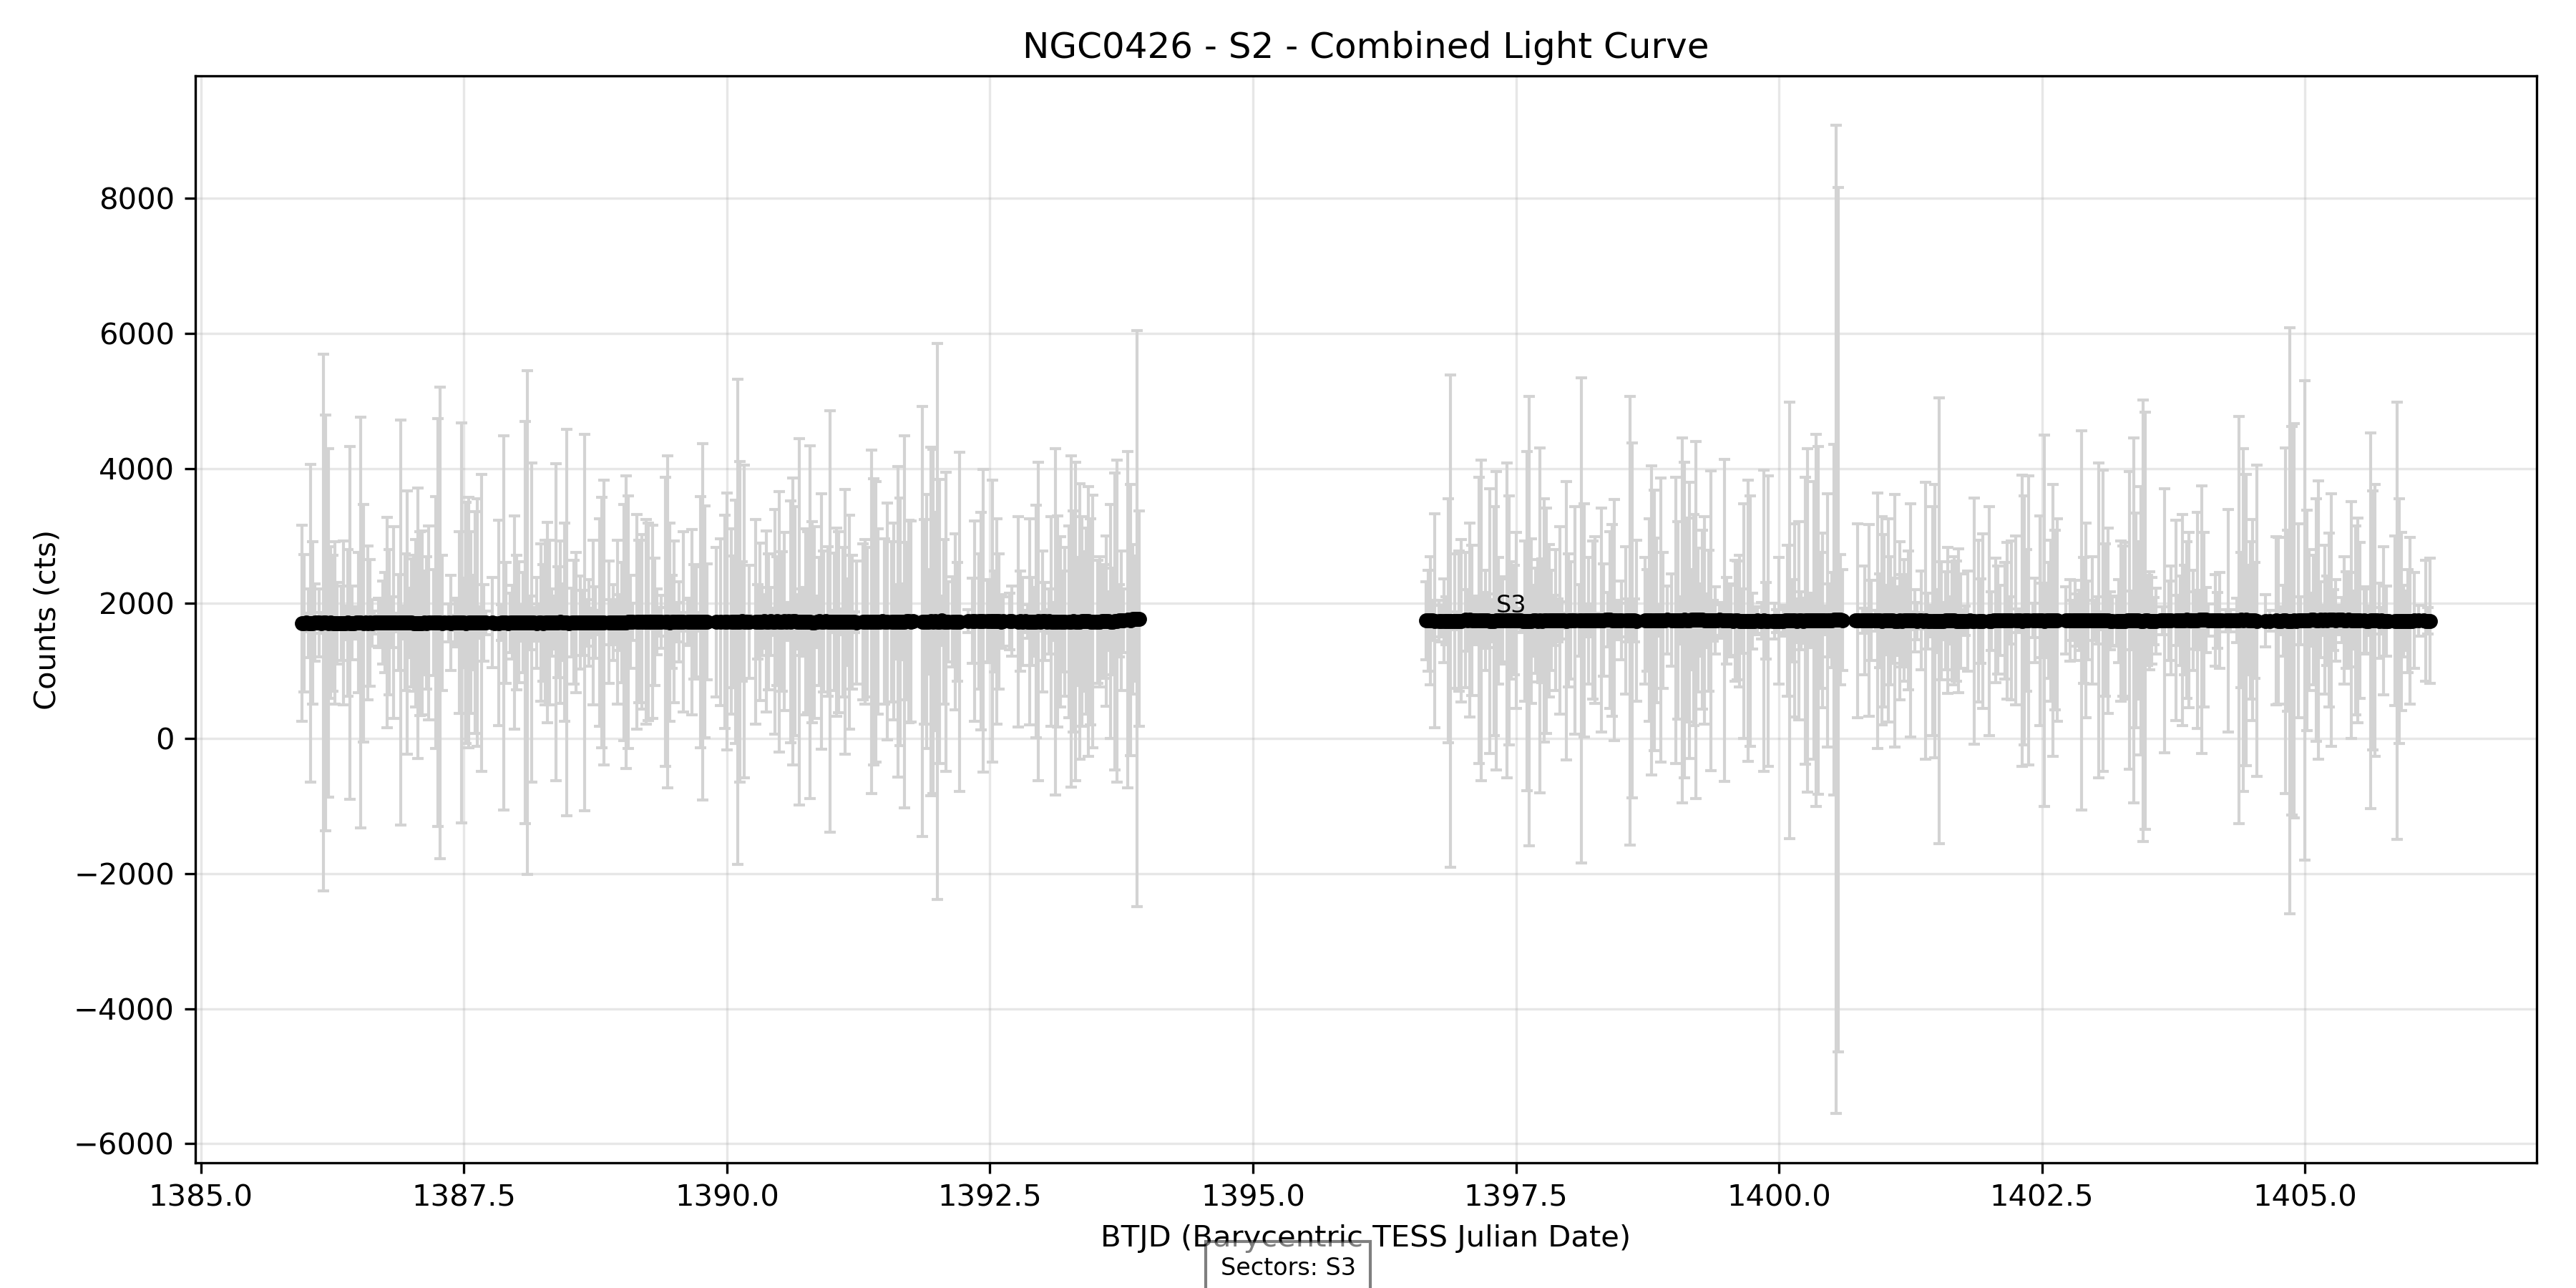 NGC0426 - S2 - Combined Light Curve
Counts (cts)
8000
6000
4000
2000
0
−2000
−4000
−6000
S3
1385.0 1387.5 1390.0 1392.5 1395.0 1397.5 1400.0 1402.5 1405.0
BTJD (Barycentric TESS Julian Date)
Sectors: S3